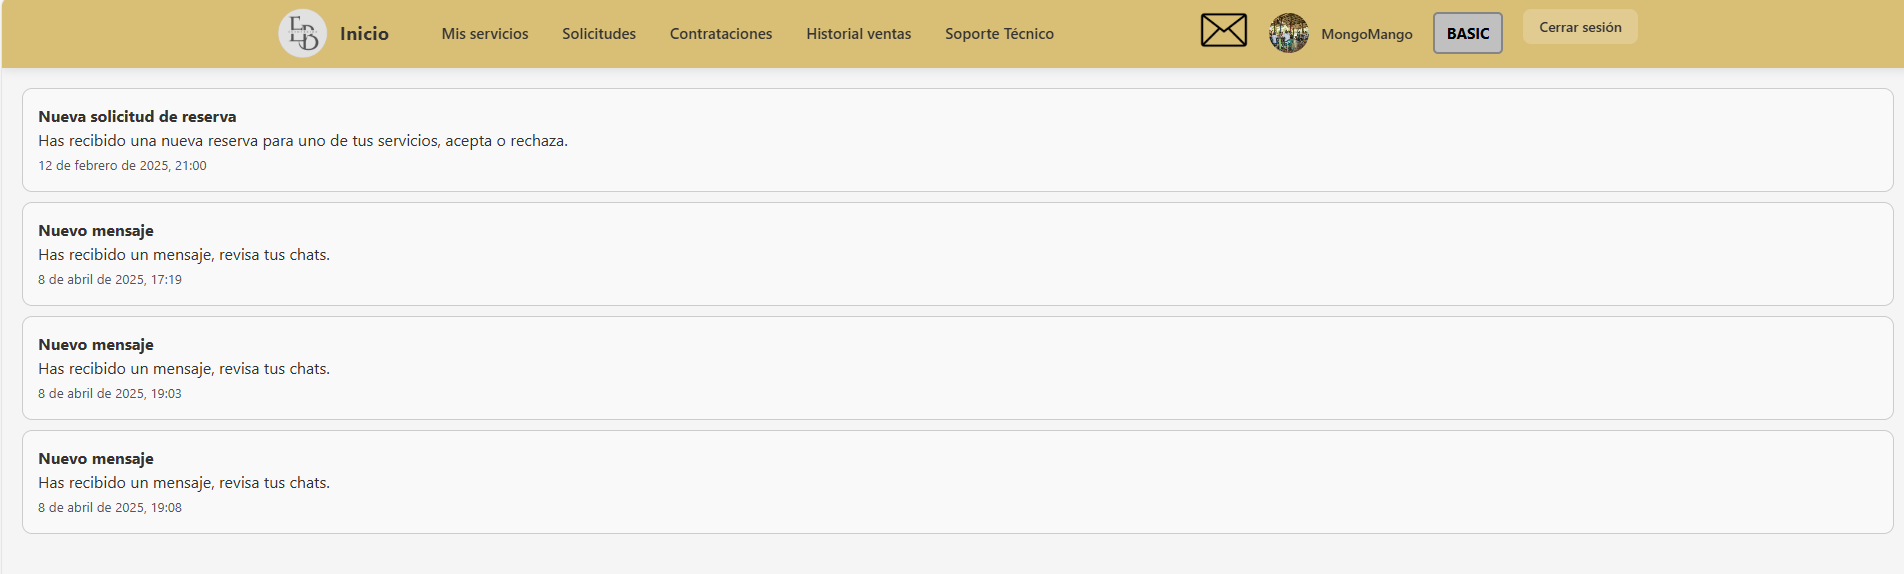 EB Inicio Mis servicios Solicitudes Contrataciones Historial ventas Soporte Técnico MongoMango BASIC Cerrar sesión
Nueva solicitud de reserva
Has recibido una nueva reserva para uno de tus servicios, acepta o rechaza.
12 de febrero de 2025, 21:00
Nuevo mensaje
Has recibido un mensaje, revisa tus chats.
8 de abril de 2025, 17:19
Nuevo mensaje
Has recibido un mensaje, revisa tus chats.
8 de abril de 2025, 19:03
Nuevo mensaje
Has recibido un mensaje, revisa tus chats.
8 de abril de 2025, 19:08